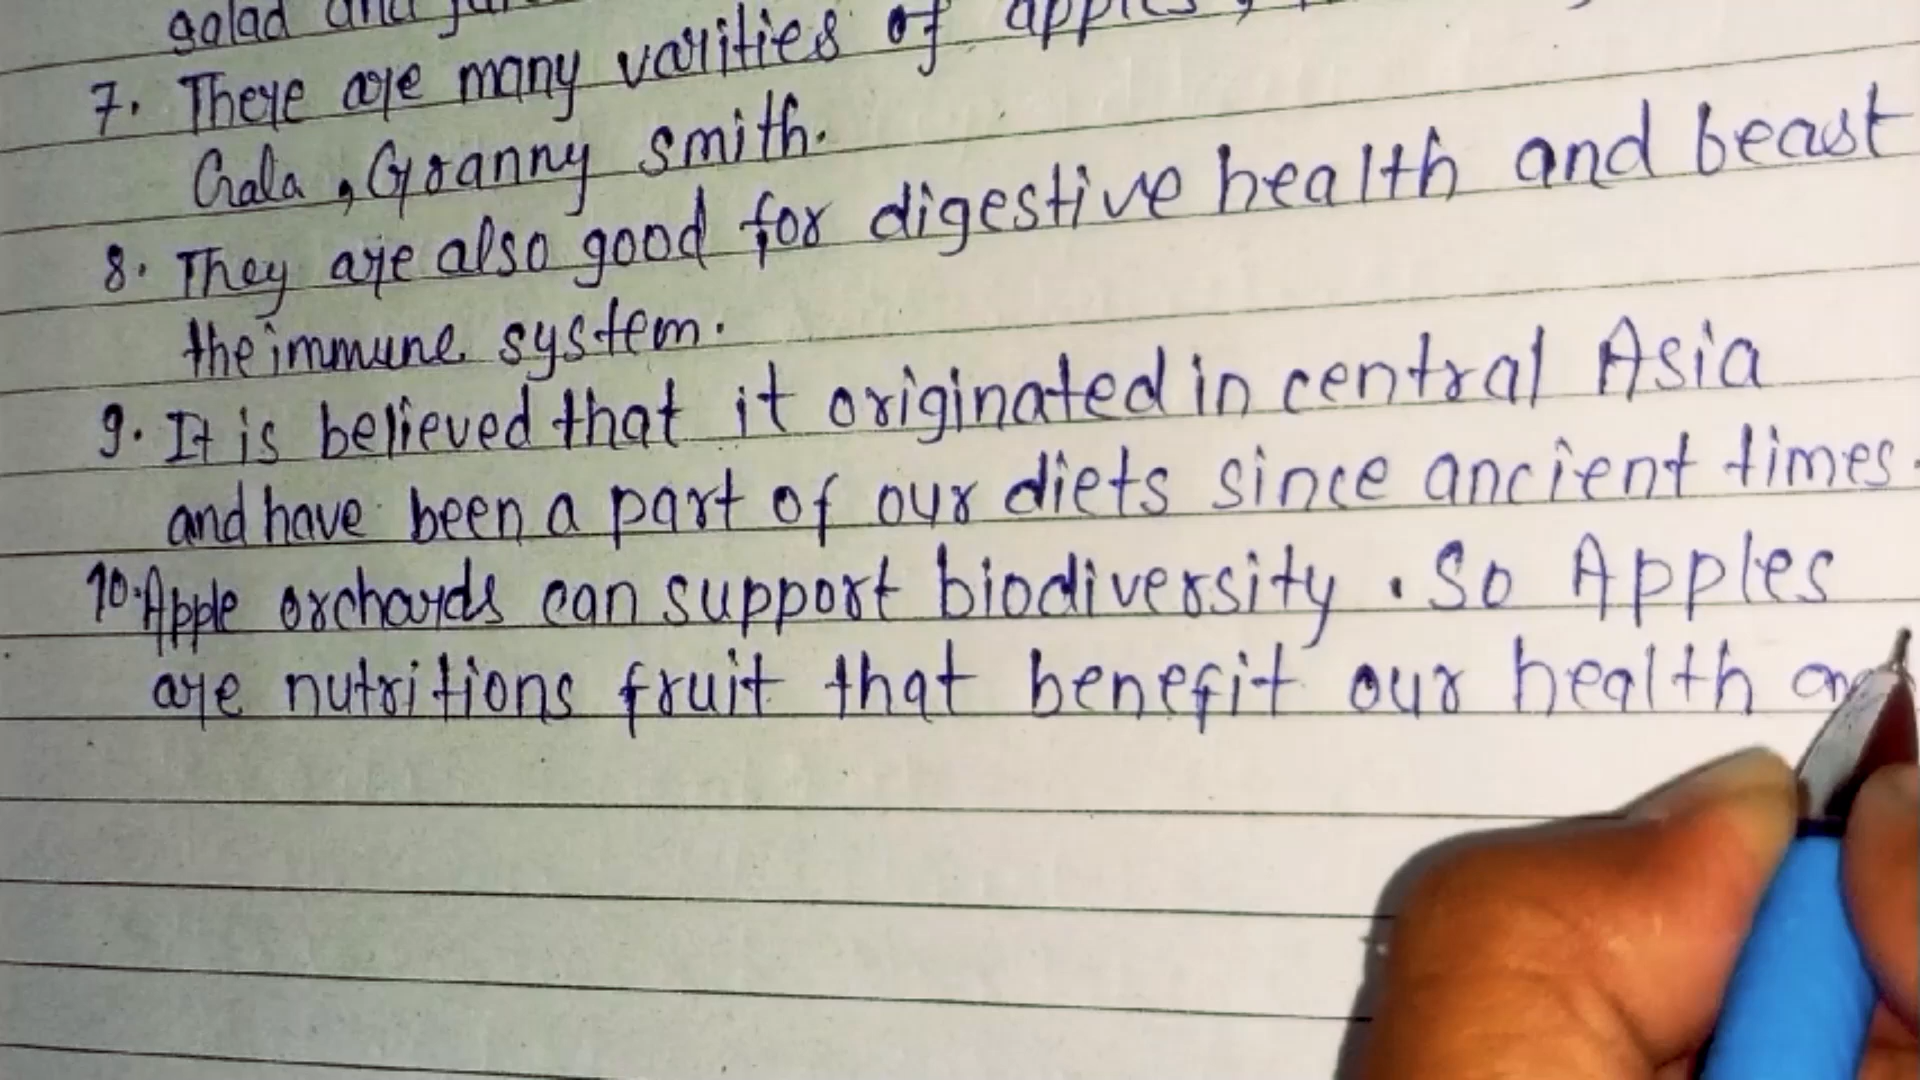 salad and
7. There are many varities of apples,
Gala, Granny smith.
8. They are also good for digestive health and beast
the immune system.
9. It is believed that it originated in central Asia
and have been a part of our diets since ancient times.
10. Apple orchards can support biodiversity. So Apples
are nutritions fruit that benefit our health